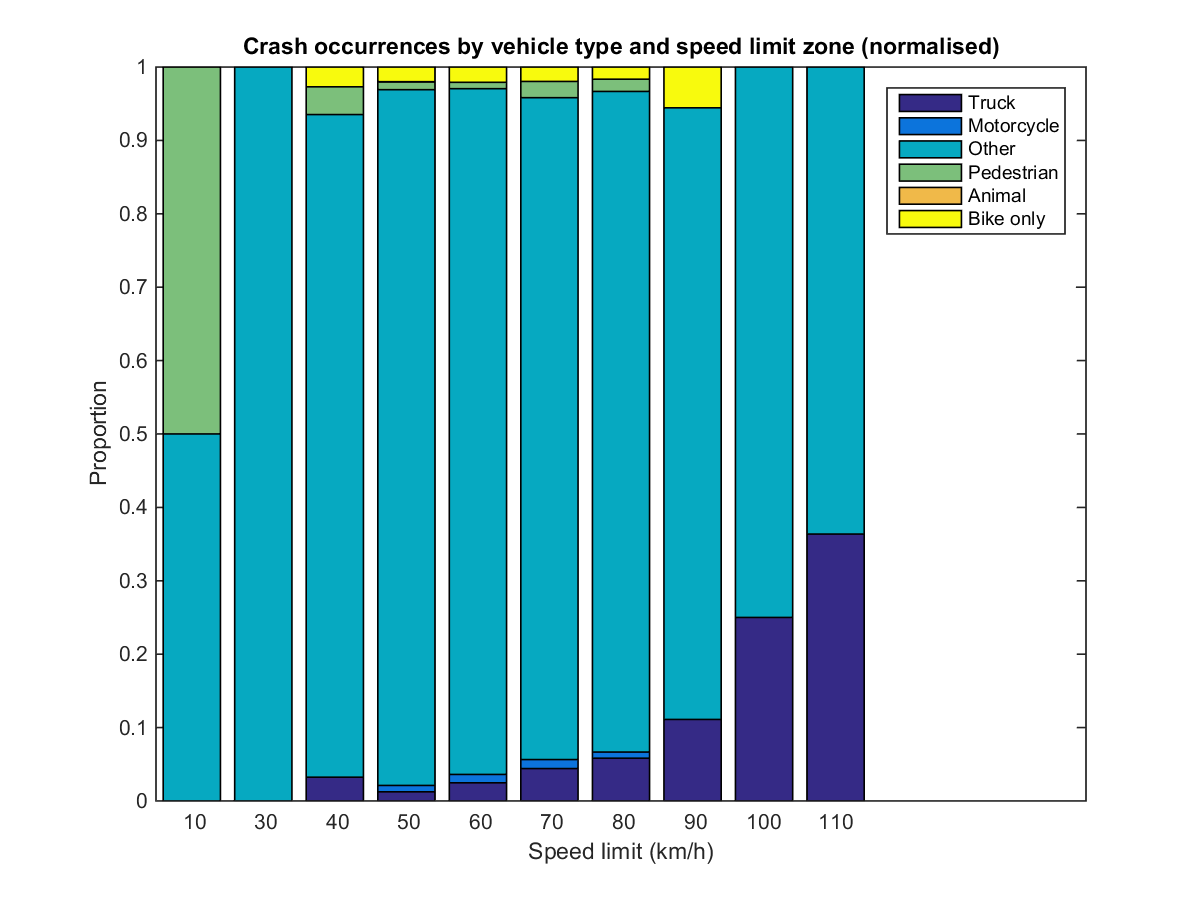 Crash occurrences by vehicle type and speed limit zone (normalised)
1
0.9
0.8
0.7
0.6
0.5
0.4
0.3
0.2
0.1
0
Proportion
Truck
Motorcycle
Other
Pedestrian
Animal
Bike only
10 30 40 50 60 70 80 90 100 110
Speed limit (km/h)